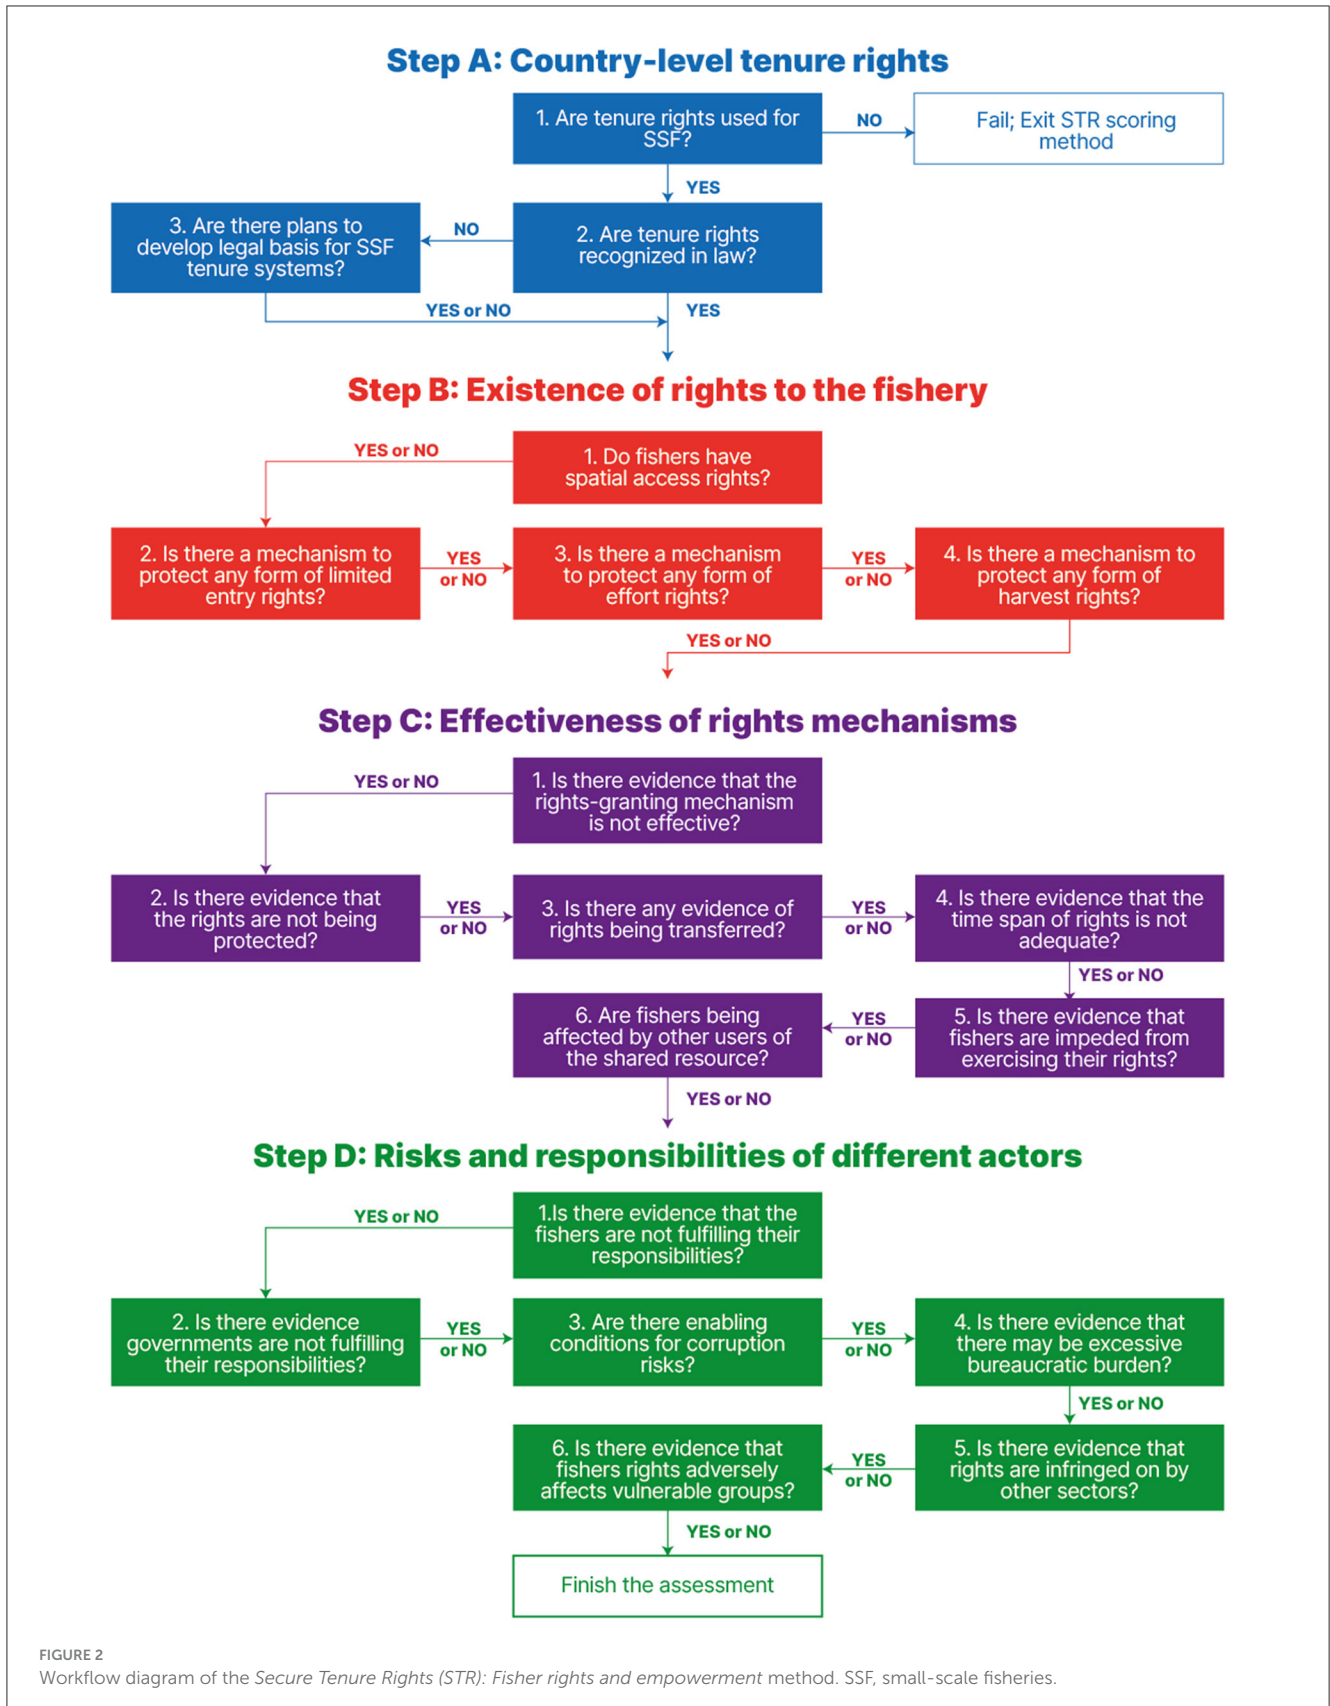 Step A: Country-level tenure rights
1. Are tenure rights used for
SSF?
NO
Fail; Exit STR scoring
method
YES
3. Are there plans to
develop legal basis for SSF
tenure systems?
NO
2. Are tenure rights
recognized in law?
YES or NO
YES
Step B: Existence of rights to the fishery
YES or NO
1. Do fishers have
spatial access rights?
2. Is there a mechanism to
protect any form of limited
entry rights?
YES
or NO
3. Is there a mechanism
to protect any form of
effort rights?
YES
or NO
4. Is there a mechanism to
protect any form of
harvest rights?
YES or NO
Step C: Effectiveness of rights mechanisms
YES or NO
1. Is there evidence that the
rights-granting mechanism
is not effective?
2. Is there evidence that
the rights are not being
protected?
YES
or NO
3. Is there any evidence of
rights being transferred?
YES
or NO
4. Is there evidence that the
time span of rights is not
adequate?
YES or NO
6. Are fishers being
affected by other users of
the shared resource?
YES
or NO
5. Is there evidence that
fishers are impeded from
exercising their rights?
YES or NO
Step D: Risks and responsibilities of different actors
YES or NO
1.Is there evidence that the
fishers are not fulfilling their
responsibilities?
2. Is there evidence
governments are not fulfilling
their responsibilities?
YES
or NO
3. Are there enabling
conditions for corruption
risks?
YES
or NO
4. Is there evidence that
there may be excessive
bureaucratic burden?
YES or NO
6. Is there evidence that
fishers rights adversely
affects vulnerable groups?
YES
or NO
5. Is there evidence that
rights are infringed on by
other sectors?
YES or NO
Finish the assessment
FIGURE 2
Workflow diagram of the Secure Tenure Rights (STR): Fisher rights and empowerment method. SSF, small-scale fisheries.